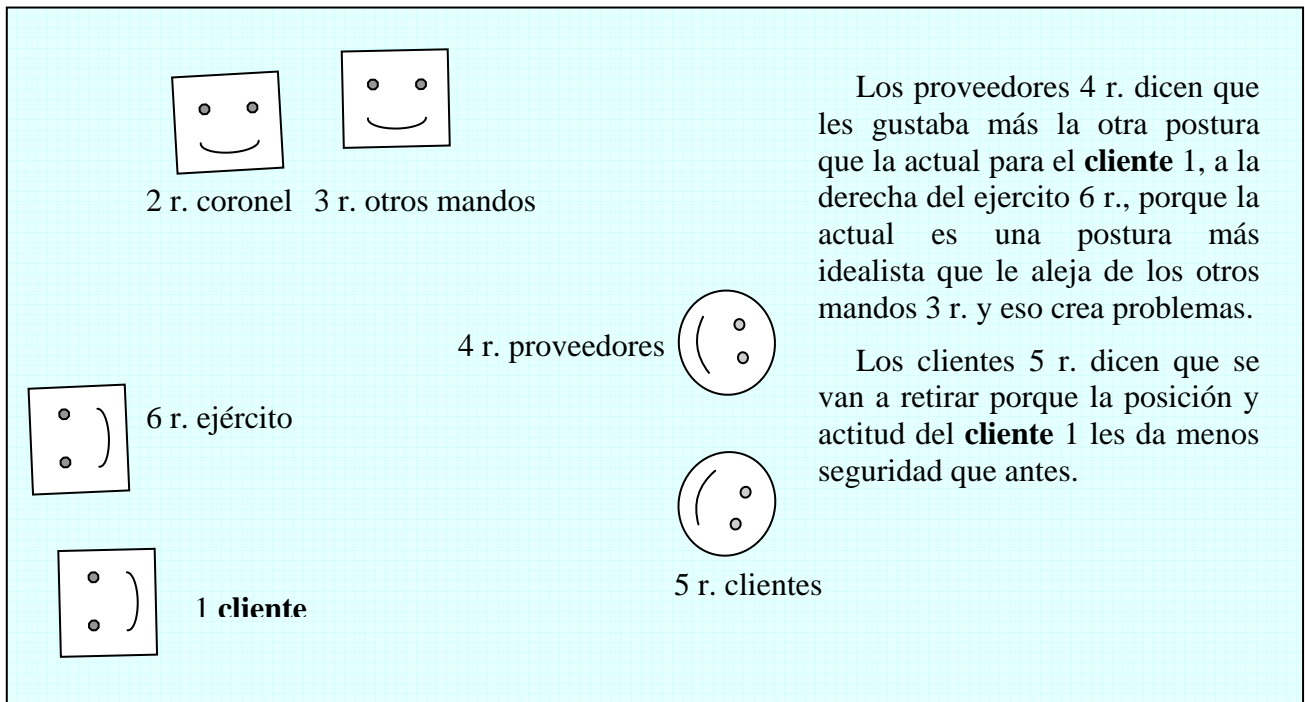 2 r. coronel 3 r. otros mandos
4 r. proveedores
6 r. ejército
5 r. clientes
1 cliente
Los proveedores 4 r. dicen que
les gustaba más la otra postura
que la actual para el cliente 1, a la
derecha del ejercito 6 r., porque la
actual es una postura más
idealista que le aleja de los otros
mandos 3 r. y eso crea problemas.
Los clientes 5 r. dicen que se
van a retirar porque la posición y
actitud del cliente 1 les da menos
seguridad que antes.